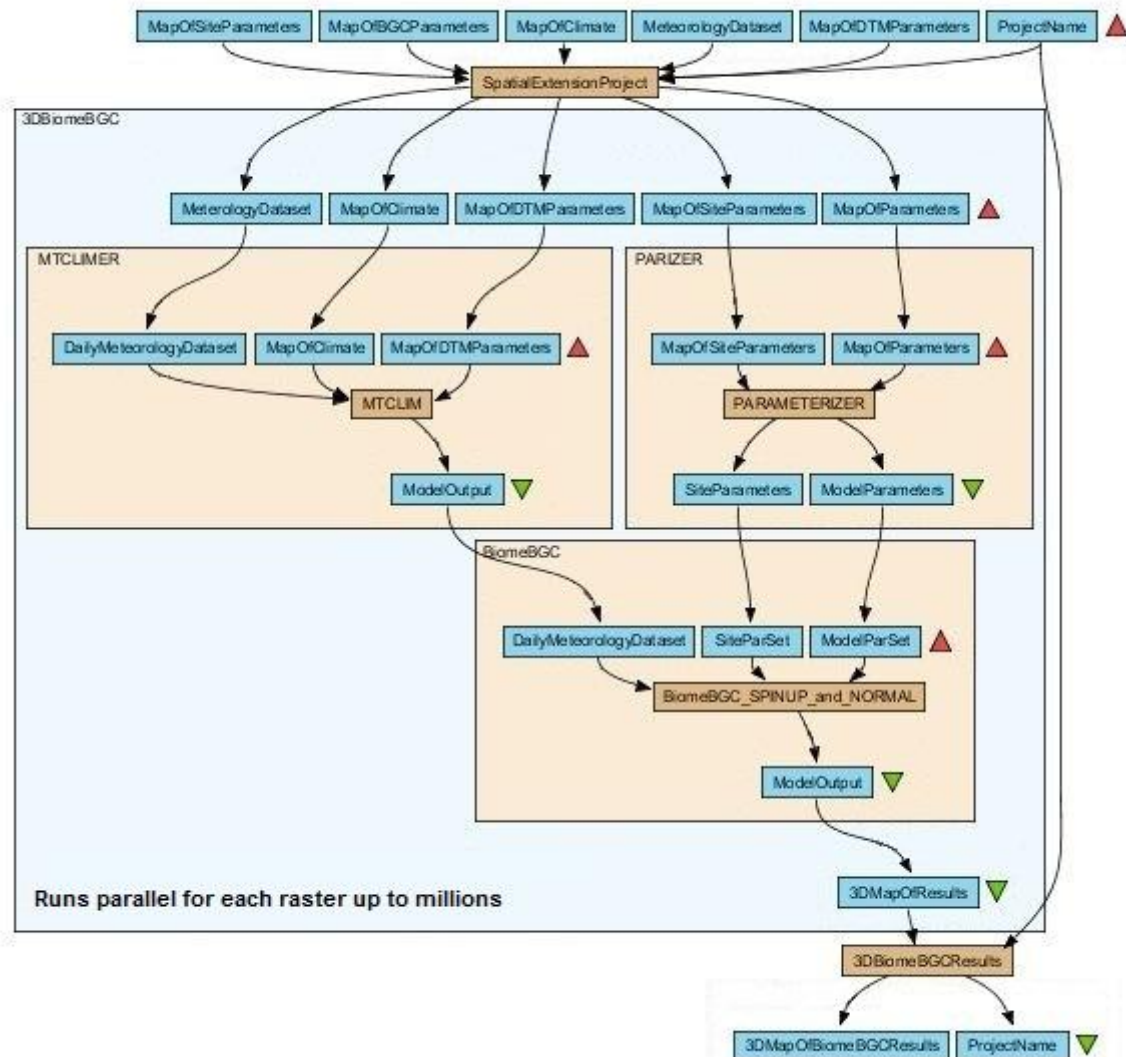 MapOfSiteParameters
MapOfBGCParameters
MapOfClimate
MeteorologyDataset
MapOfDTMParameters
ProjectName
SpatialExtensionProject
3DBiomeBGC
MeterologyDataset
MapOfClimate
MapOfDTMParameters
MapOfSiteParameters
MapOfParameters
MTCLIMER
DailyMeteorologyDataset
MapOfClimate
MapOfDTMParameters
MTCLIM
ModelOutput
PARIZER
MapOfSiteParameters
MapOfParameters
PARAMETERIZER
SiteParameters
ModelParameters
BiomeBGC
DailyMeteorologyDataset
SiteParSet
ModelParSet
BiomeBGC_SPINUP_and_NORMAL
ModelOutput
Runs parallel for each raster up to millions
3DMapOfResults
3DBiomeBGCResults
3DMapOfBiomeBGCResults
ProjectName